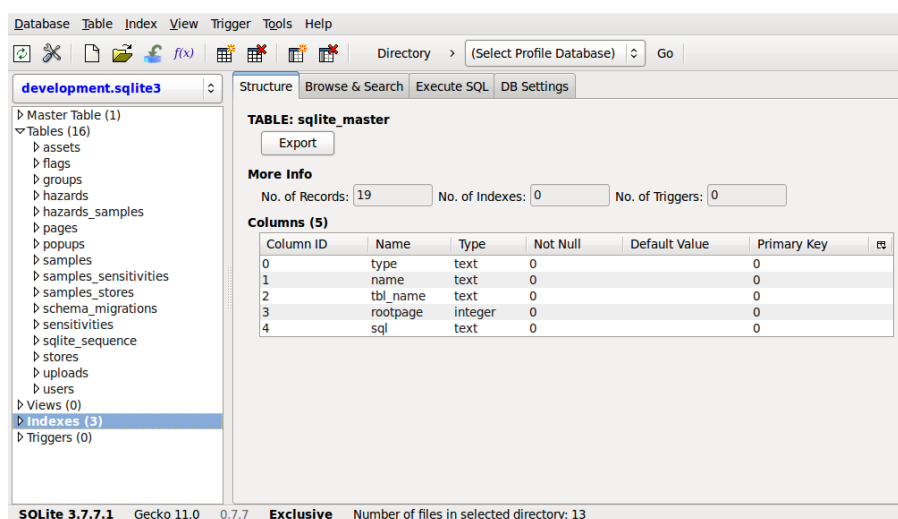 Database Table Index View Trigger Tools Help
f(x) Directory > (Select Profile Database) Go
development.sqlite3
Structure Browse & Search Execute SQL DB Settings
Master Table (1)
Tables (16)
assets
flags
groups
hazards
hazards_samples
pages
popups
samples
samples_sensitivities
samples_stores
schema_migrations
sensitivities
sqlite_sequence
stores
uploads
users
Views (0)
Indexes (3)
Triggers (0)
TABLE: sqlite_master
Export
More Info
No. of Records: 19 No. of Indexes: 0 No. of Triggers: 0
Columns (5)
Column ID Name Type Not Null Default Value Primary Key
0 type text 0 0
1 name text 0 0
2 tbl_name text 0 0
3 rootpage integer 0 0
4 sql text 0 0
SQLite 3.7.7.1 Gecko 11.0 0.7.7 Exclusive Number of files in selected directory: 13